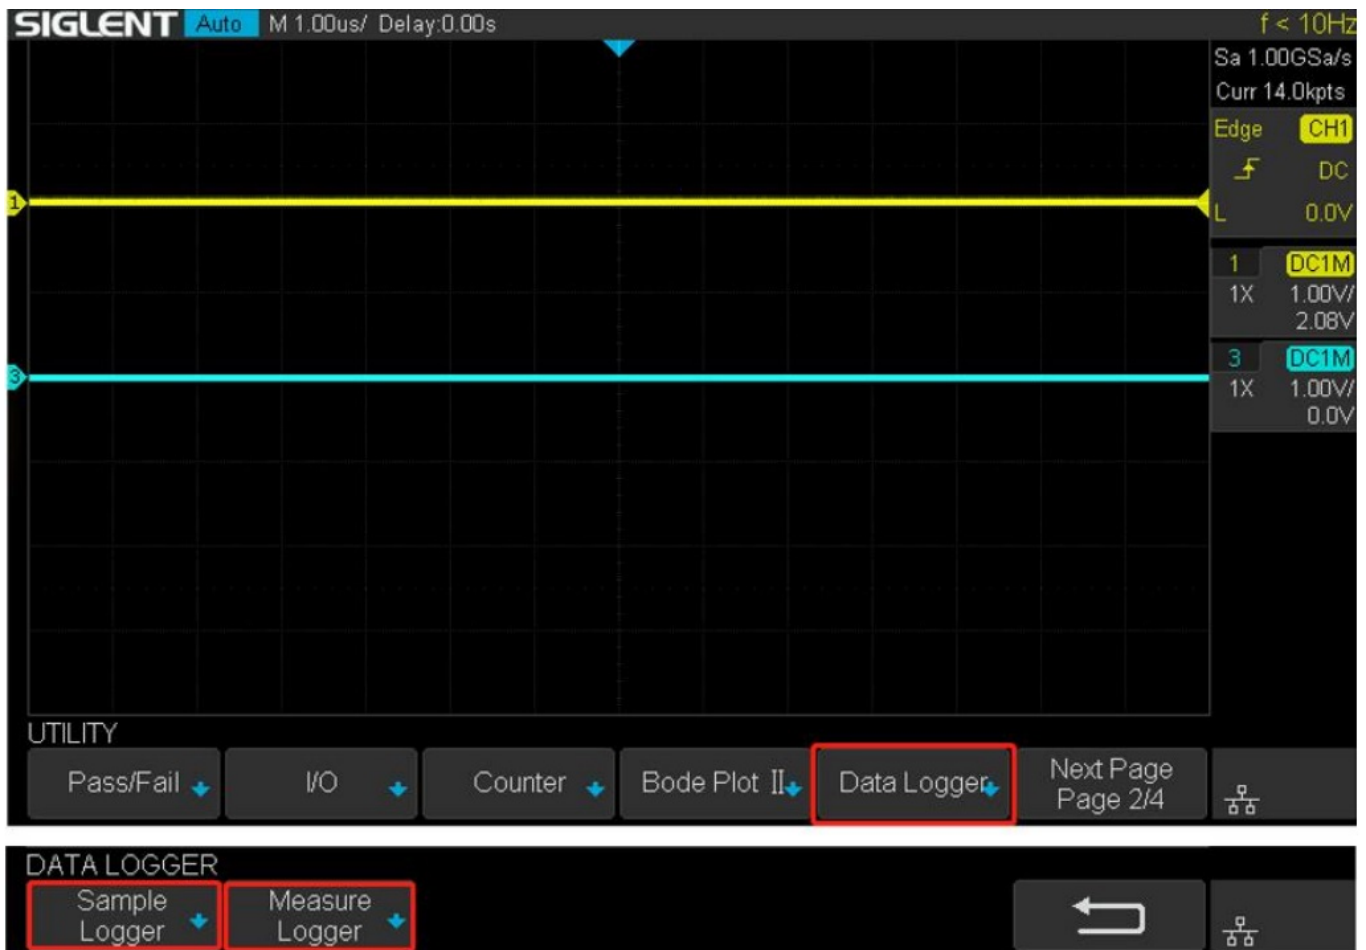 SIGLENT Auto M 1.00us/ Delay:0.00s f < 10Hz
Sa 1.00GSa/s
Curr 14.0kpts
Edge CH1
DC
L 0.0V
1
1 DC1M
1X 1.00V/
2.08V
3
3 DC1M
1X 1.00V/
0.0V
UTILITY
Pass/Fail I/O Counter Bode Plot II Data Logger Next Page
Page 2/4
DATA LOGGER
Sample Measure
Logger Logger